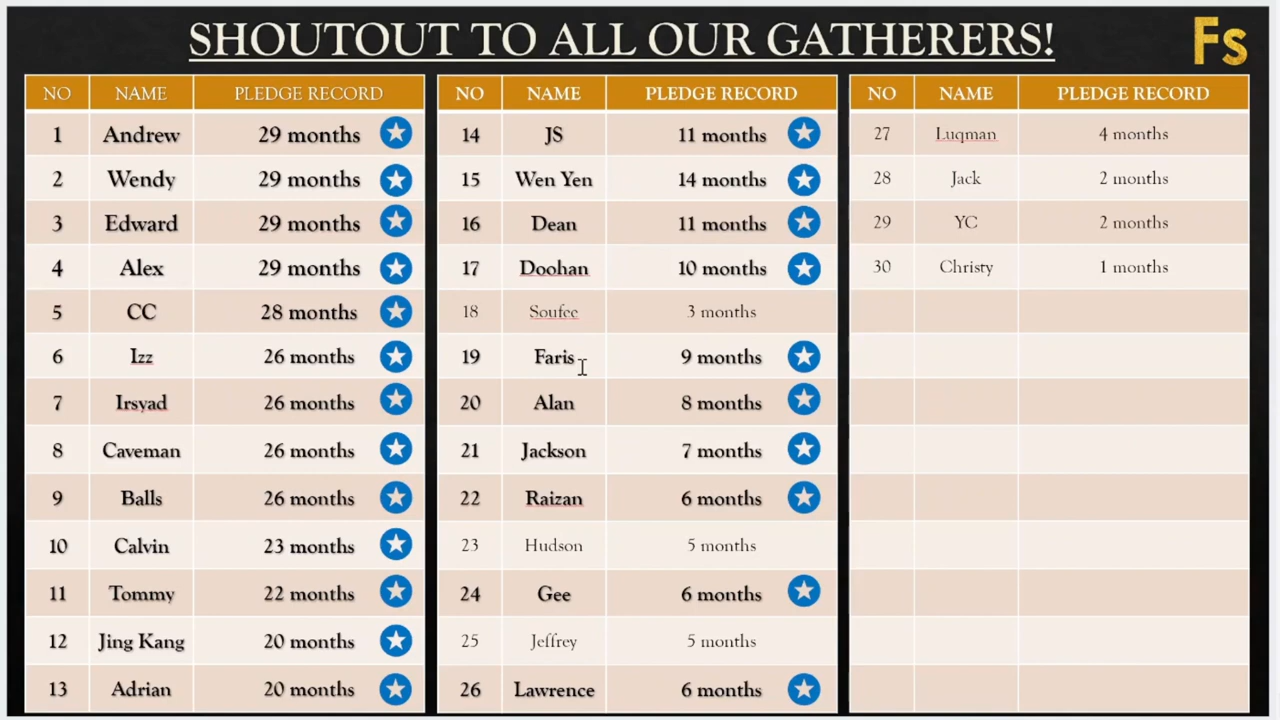 SHOUTOUT TO ALL OUR GATHERERS!
Fs
NO NAME PLEDGE RECORD
1 Andrew 29 months
2 Wendy 29 months
3 Edward 29 months
4 Alex 29 months
5 CC 28 months
6 Izz 26 months
7 Irsyad 26 months
8 Caveman 26 months
9 Balls 26 months
10 Calvin 23 months
11 Tommy 22 months
12 Jing Kang 20 months
13 Adrian 20 months
NO NAME PLEDGE RECORD
14 JS 11 months
15 Wen Yen 14 months
16 Dean 11 months
17 Doohan 10 months
18 Soufee 3 months
19 Faris 9 months
20 Alan 8 months
21 Jackson 7 months
22 Raizan 6 months
23 Hudson 5 months
24 Gee 6 months
25 Jeffrey 5 months
26 Lawrence 6 months
NO NAME PLEDGE RECORD
27 Luqman 4 months
28 Jack 2 months
29 YC 2 months
30 Christy 1 months